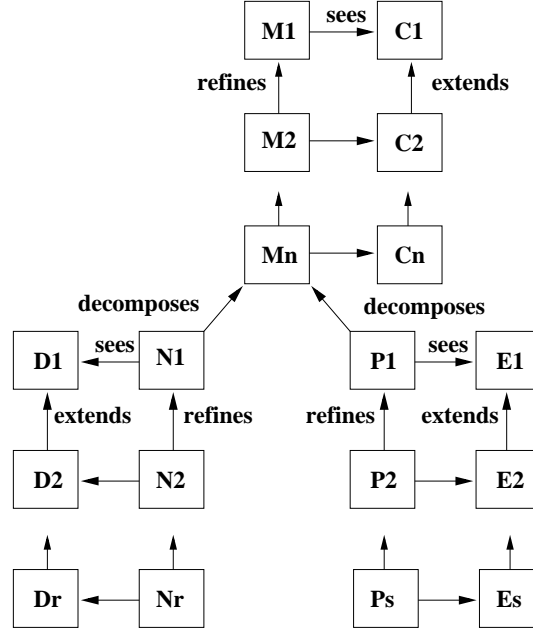 M1 sees C1
refines extends
M2 C2
Mn Cn
decomposes decomposes
D1 sees N1 P1 sees E1
extends refines refines extends
D2 N2 P2 E2
Dr Nr Ps Es